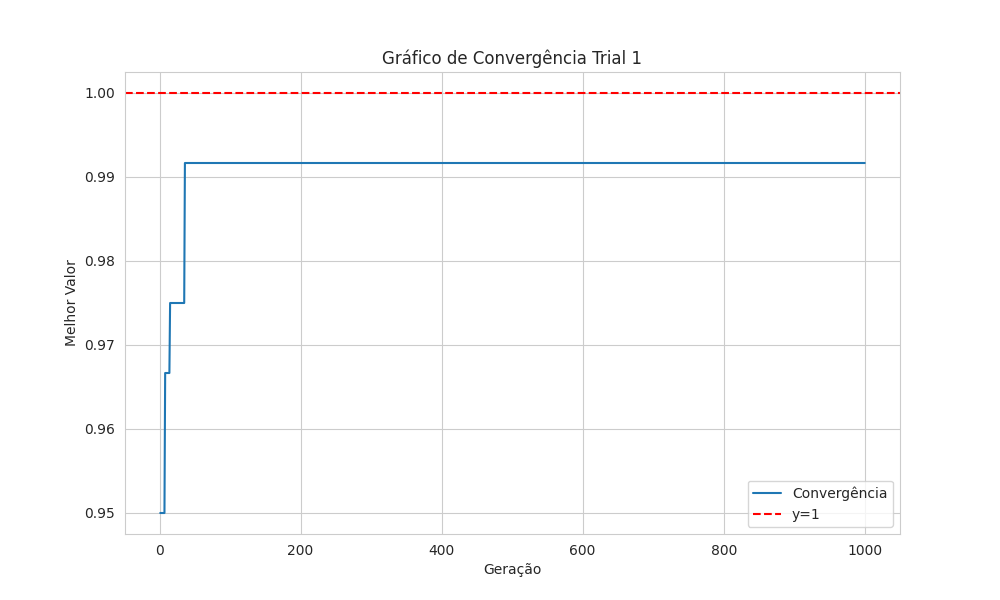 Gráfico de Convergência Trial 1
1.00
0.99
0.98
0.97
0.96
0.95
Melhor Valor
0
200
400
600
800
1000
Geração
Convergência
y=1